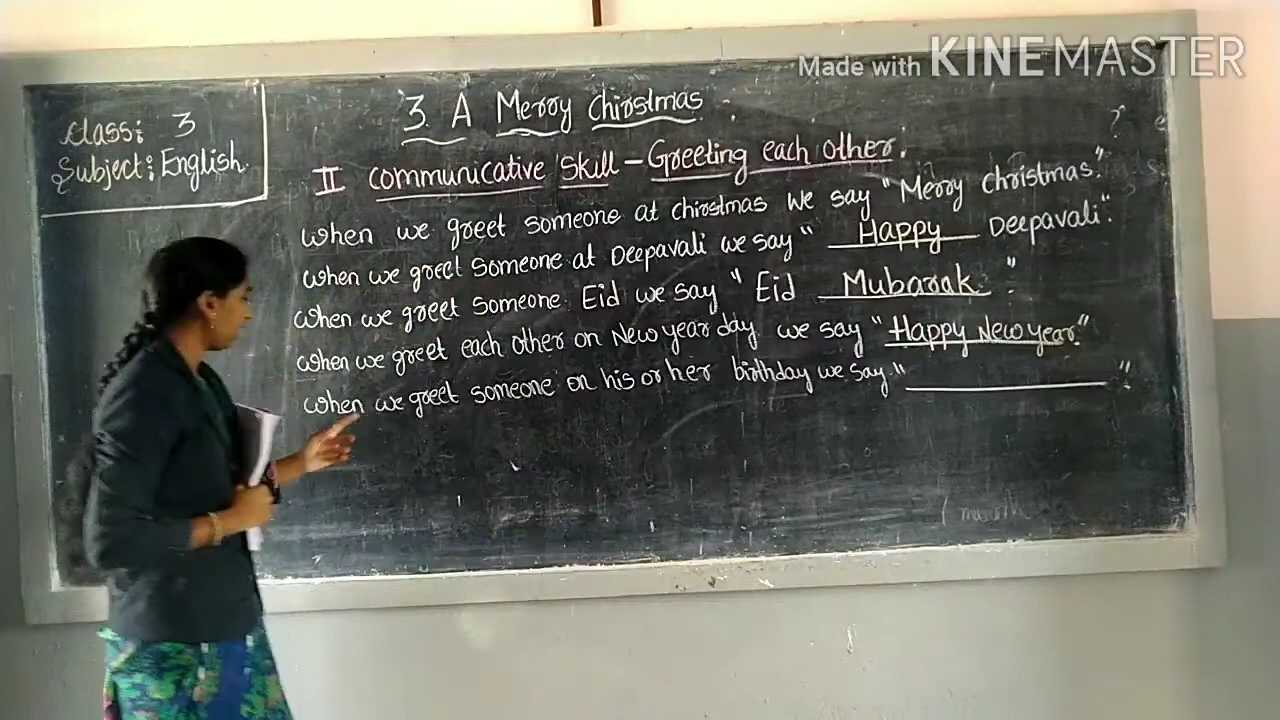 Made with KINEMASTER
Class: 3
Subject: English.
3. A Merry Chirstmas.
II Communicative Skill - Greeting each other.
When we greet someone at chirstmas We say "Merry Christmas."
When we greet Someone at Deepavali we say " Happy Deepavali".
When we greet someone Eid we say " Eid Mubarak. "
When we greet each other on New year day we say "Happy New year"
When we greet someone on his or her birthday we say " ____________ "